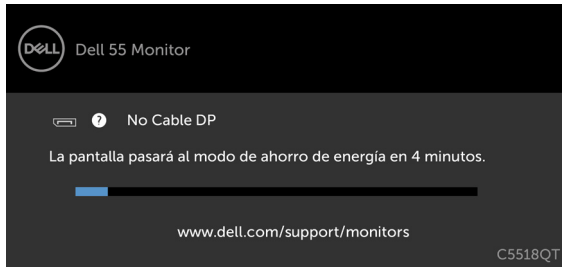 DELL
Dell 55 Monitor
? No Cable DP
La pantalla pasará al modo de ahorro de energía en 4 minutos.
www.dell.com/support/monitors
C5518QT